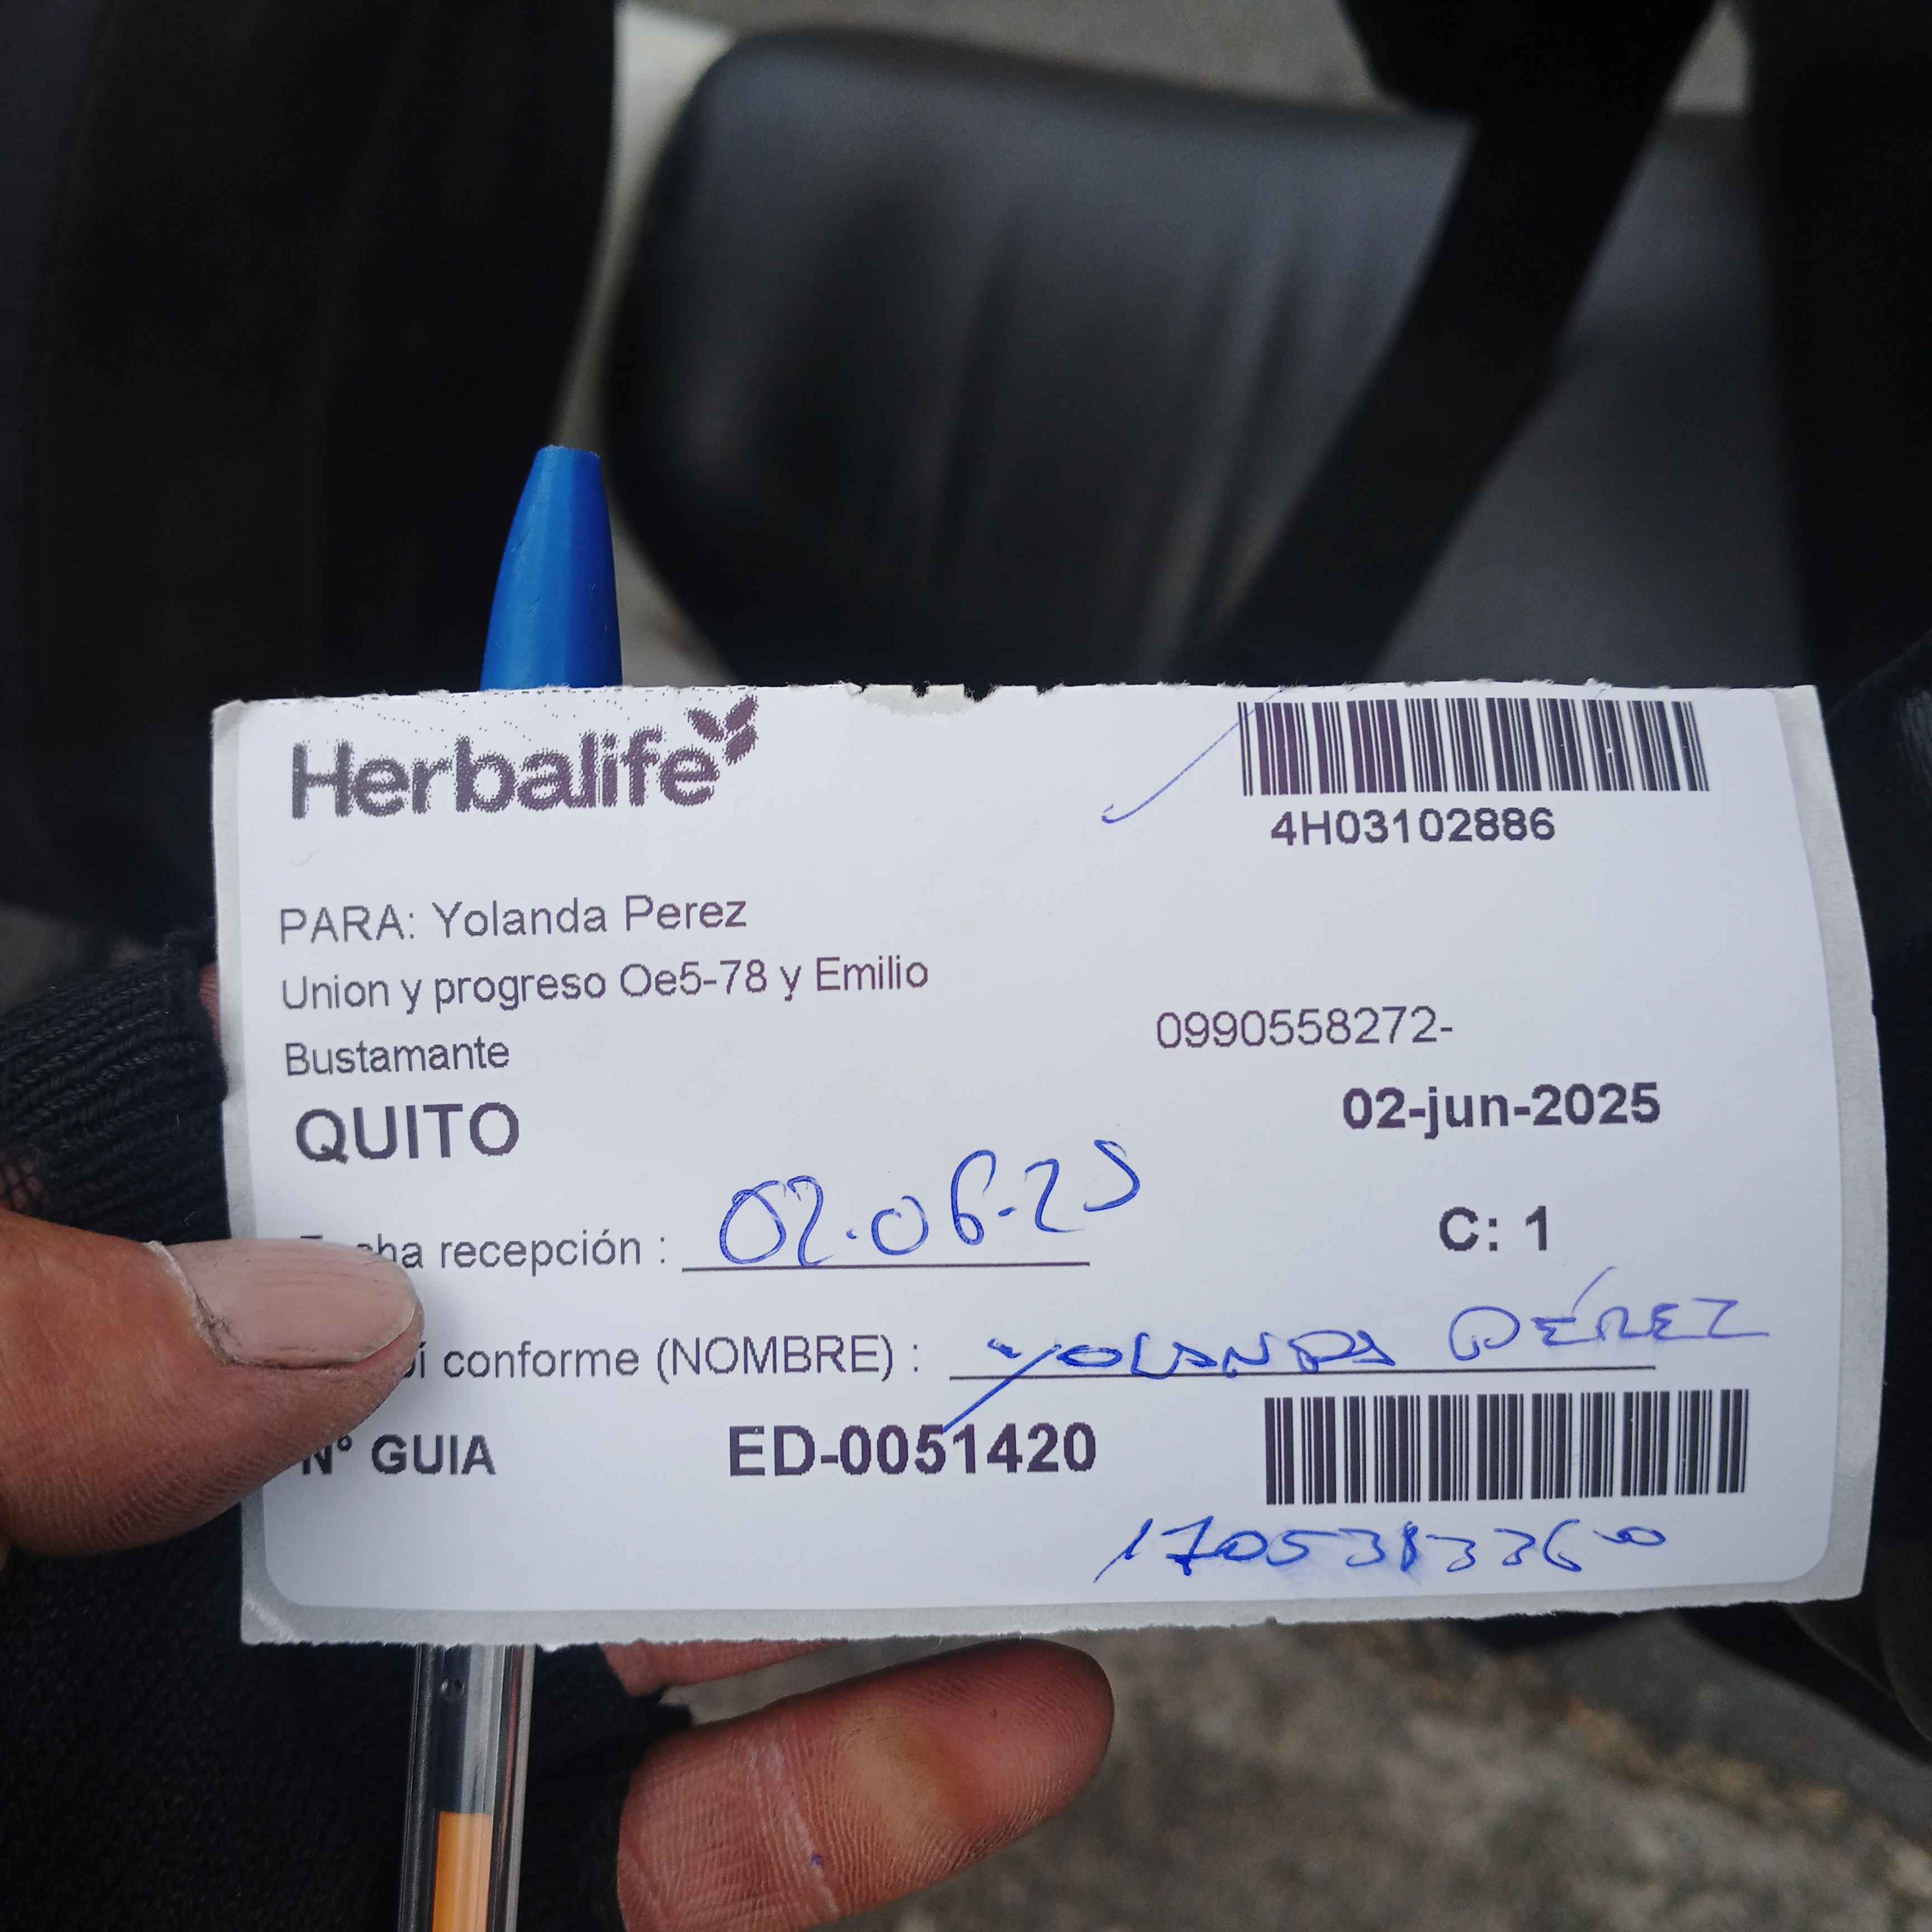 Herbalife
4H03102886
PARA: Yolanda Perez
Union y progreso Oe5-78 y Emilio
Bustamante
0990558272-
QUITO
02-jun-2025
recepción : 02.06-25
C: 1
conforme (NOMBRE) : YOLANDA PÉREZ
N° GUIA ED-0051420